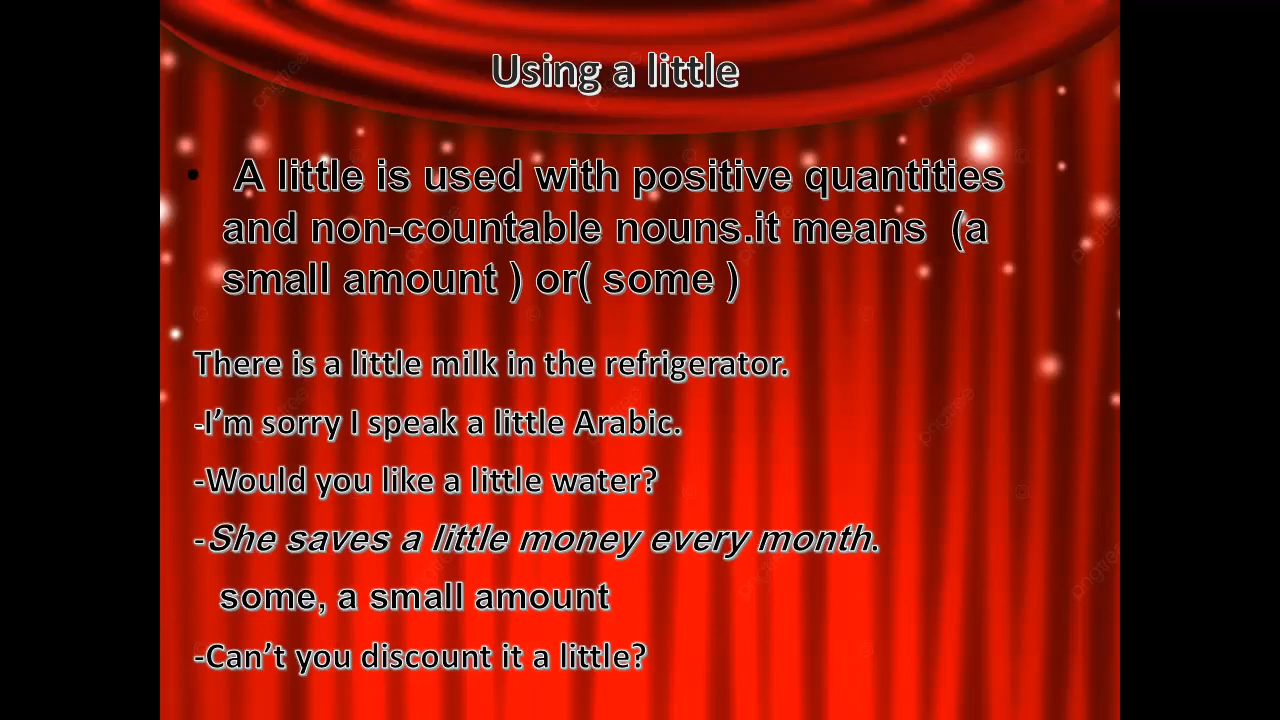 Using a little
• A little is used with positive quantities
and non-countable nouns.it means (a
small amount ) or( some )
There is a little milk in the refrigerator.
-I’m sorry I speak a little Arabic.
-Would you like a little water?
-She saves a little money every month.
some, a small amount
-Can’t you discount it a little?